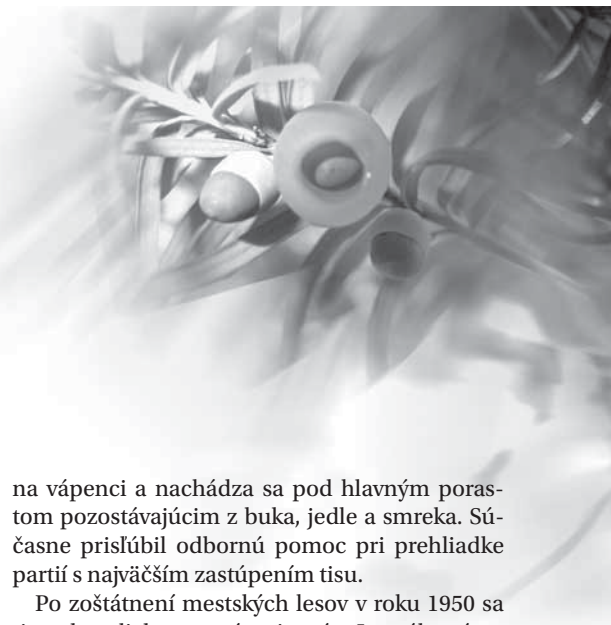 na vápenci a nachádza sa pod hlavným poras-
tom pozostávajúcim z buka, jedle a smreka. Sú-
časne prisľúbil odbornú pomoc pri prehliadke
partií s najväčším zastúpením tisu.
Po zoštátnení mestských lesov v roku 1950 sa